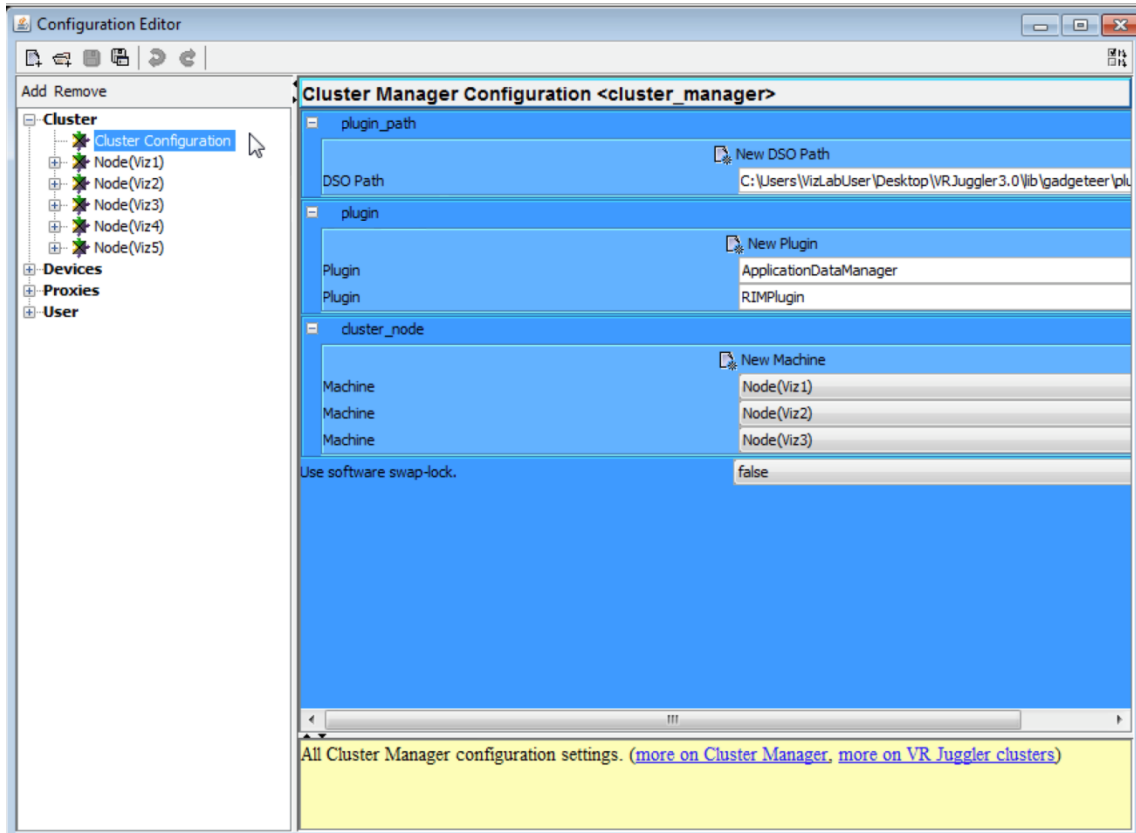 Configuration Editor
Add Remove
Cluster
Cluster Configuration
Node(Viz1)
Node(Viz2)
Node(Viz3)
Node(Viz4)
Node(Viz5)
Devices
Proxies
User
Cluster Manager Configuration <cluster_manager>
plugin_path
New DSO Path
DSO Path C:\Users\VizLabUser\Desktop\VRJuggler3.0\lib\gadgeteer\plu
plugin
New Plugin
Plugin ApplicationDataManager
Plugin RIMPlugin
cluster_node
New Machine
Machine Node(Viz1)
Machine Node(Viz2)
Machine Node(Viz3)
Use software swap-lock. false
All Cluster Manager configuration settings. (more on Cluster Manager, more on VR Juggler clusters)